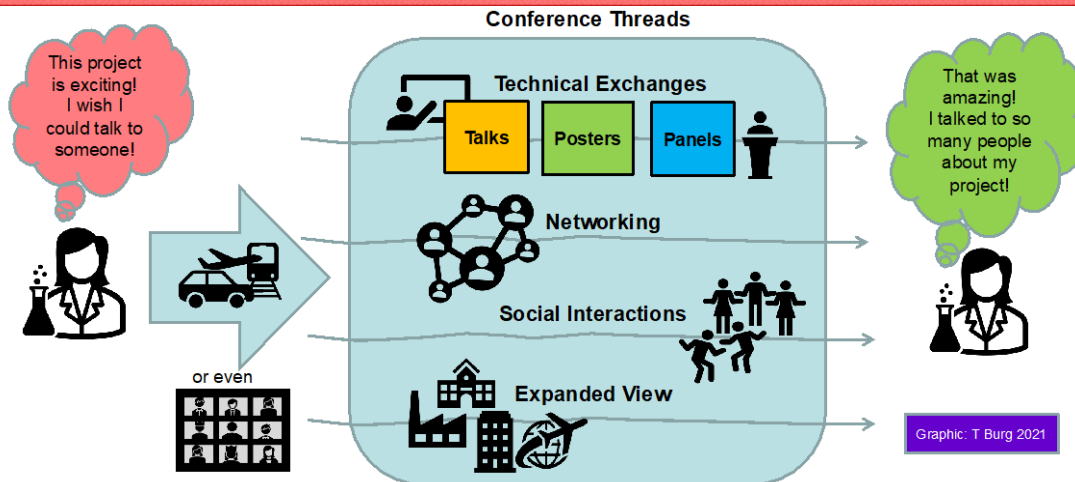 Conference Threads
This project
is exciting!
I wish I
could talk to
someone!
Technical Exchanges
Talks
Posters
Panels
That was
amazing!
I talked to so
many people
about my
project!
Networking
Social Interactions
or even
Expanded View
Graphic: T Burg 2021